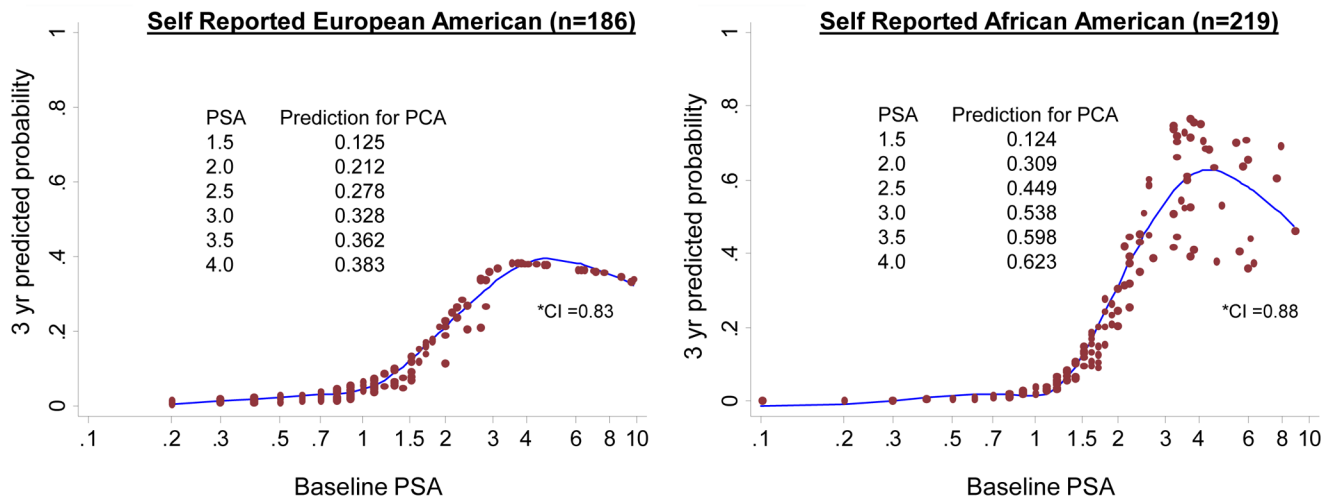 Self Reported European American (n=186)
3 yr predicted probability
1
.8
.6
.4
.2
0
PSA Prediction for PCA
1.5 0.125
2.0 0.212
2.5 0.278
3.0 0.328
3.5 0.362
4.0 0.383
*CI =0.83
.1 .2 .3 .5 .7 1 1.5 2 3 4 6 8 10
Baseline PSA
Self Reported African American (n=219)
3 yr predicted probability
1
.8
.6
.4
.2
0
PSA Prediction for PCA
1.5 0.124
2.0 0.309
2.5 0.449
3.0 0.538
3.5 0.598
4.0 0.623
*CI =0.88
.1 .2 .3 .5 .7 1 1.5 2 3 4 6 8 10
Baseline PSA